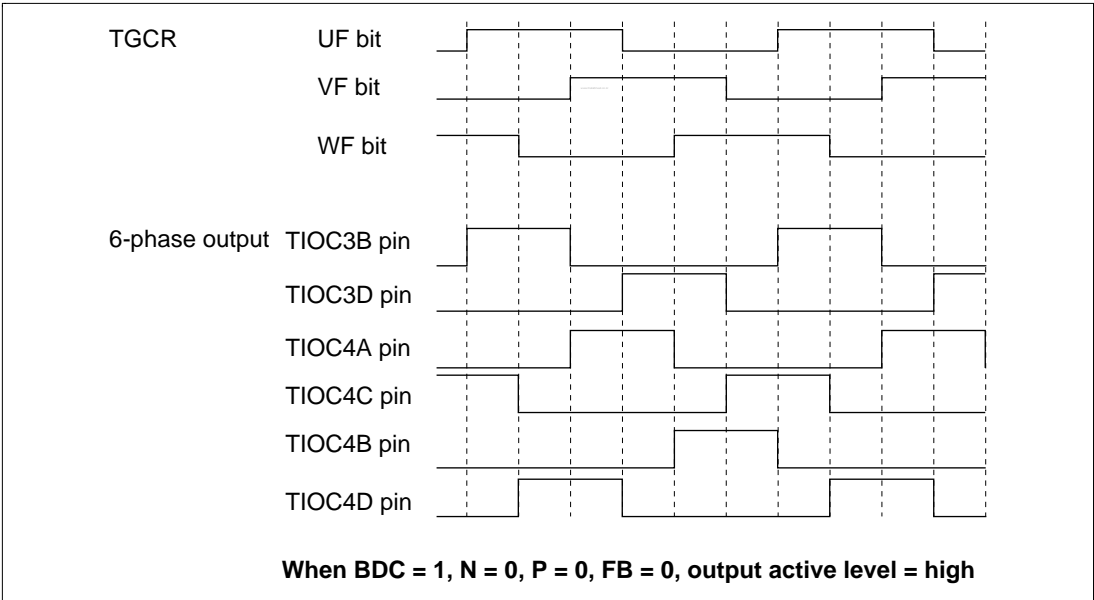 TGCR UF bit
VF bit
WF bit
6-phase output TIOC3B pin
TIOC3D pin
TIOC4A pin
TIOC4C pin
TIOC4B pin
TIOC4D pin
When BDC = 1, N = 0, P = 0, FB = 0, output active level = high